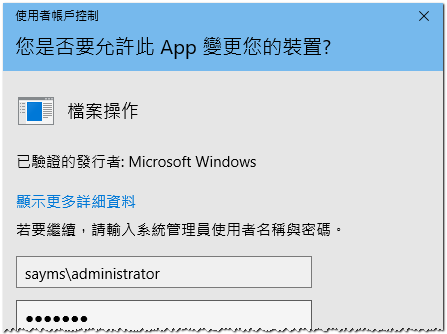 使用者帳戶控制
您是否要允許此 App 變更您的裝置?
檔案操作
已驗證的發行者: Microsoft Windows
顯示更多詳細資料
若要繼續，請輸入系統管理員使用者名稱與密碼。
sayms\administrator
●●●●●●●